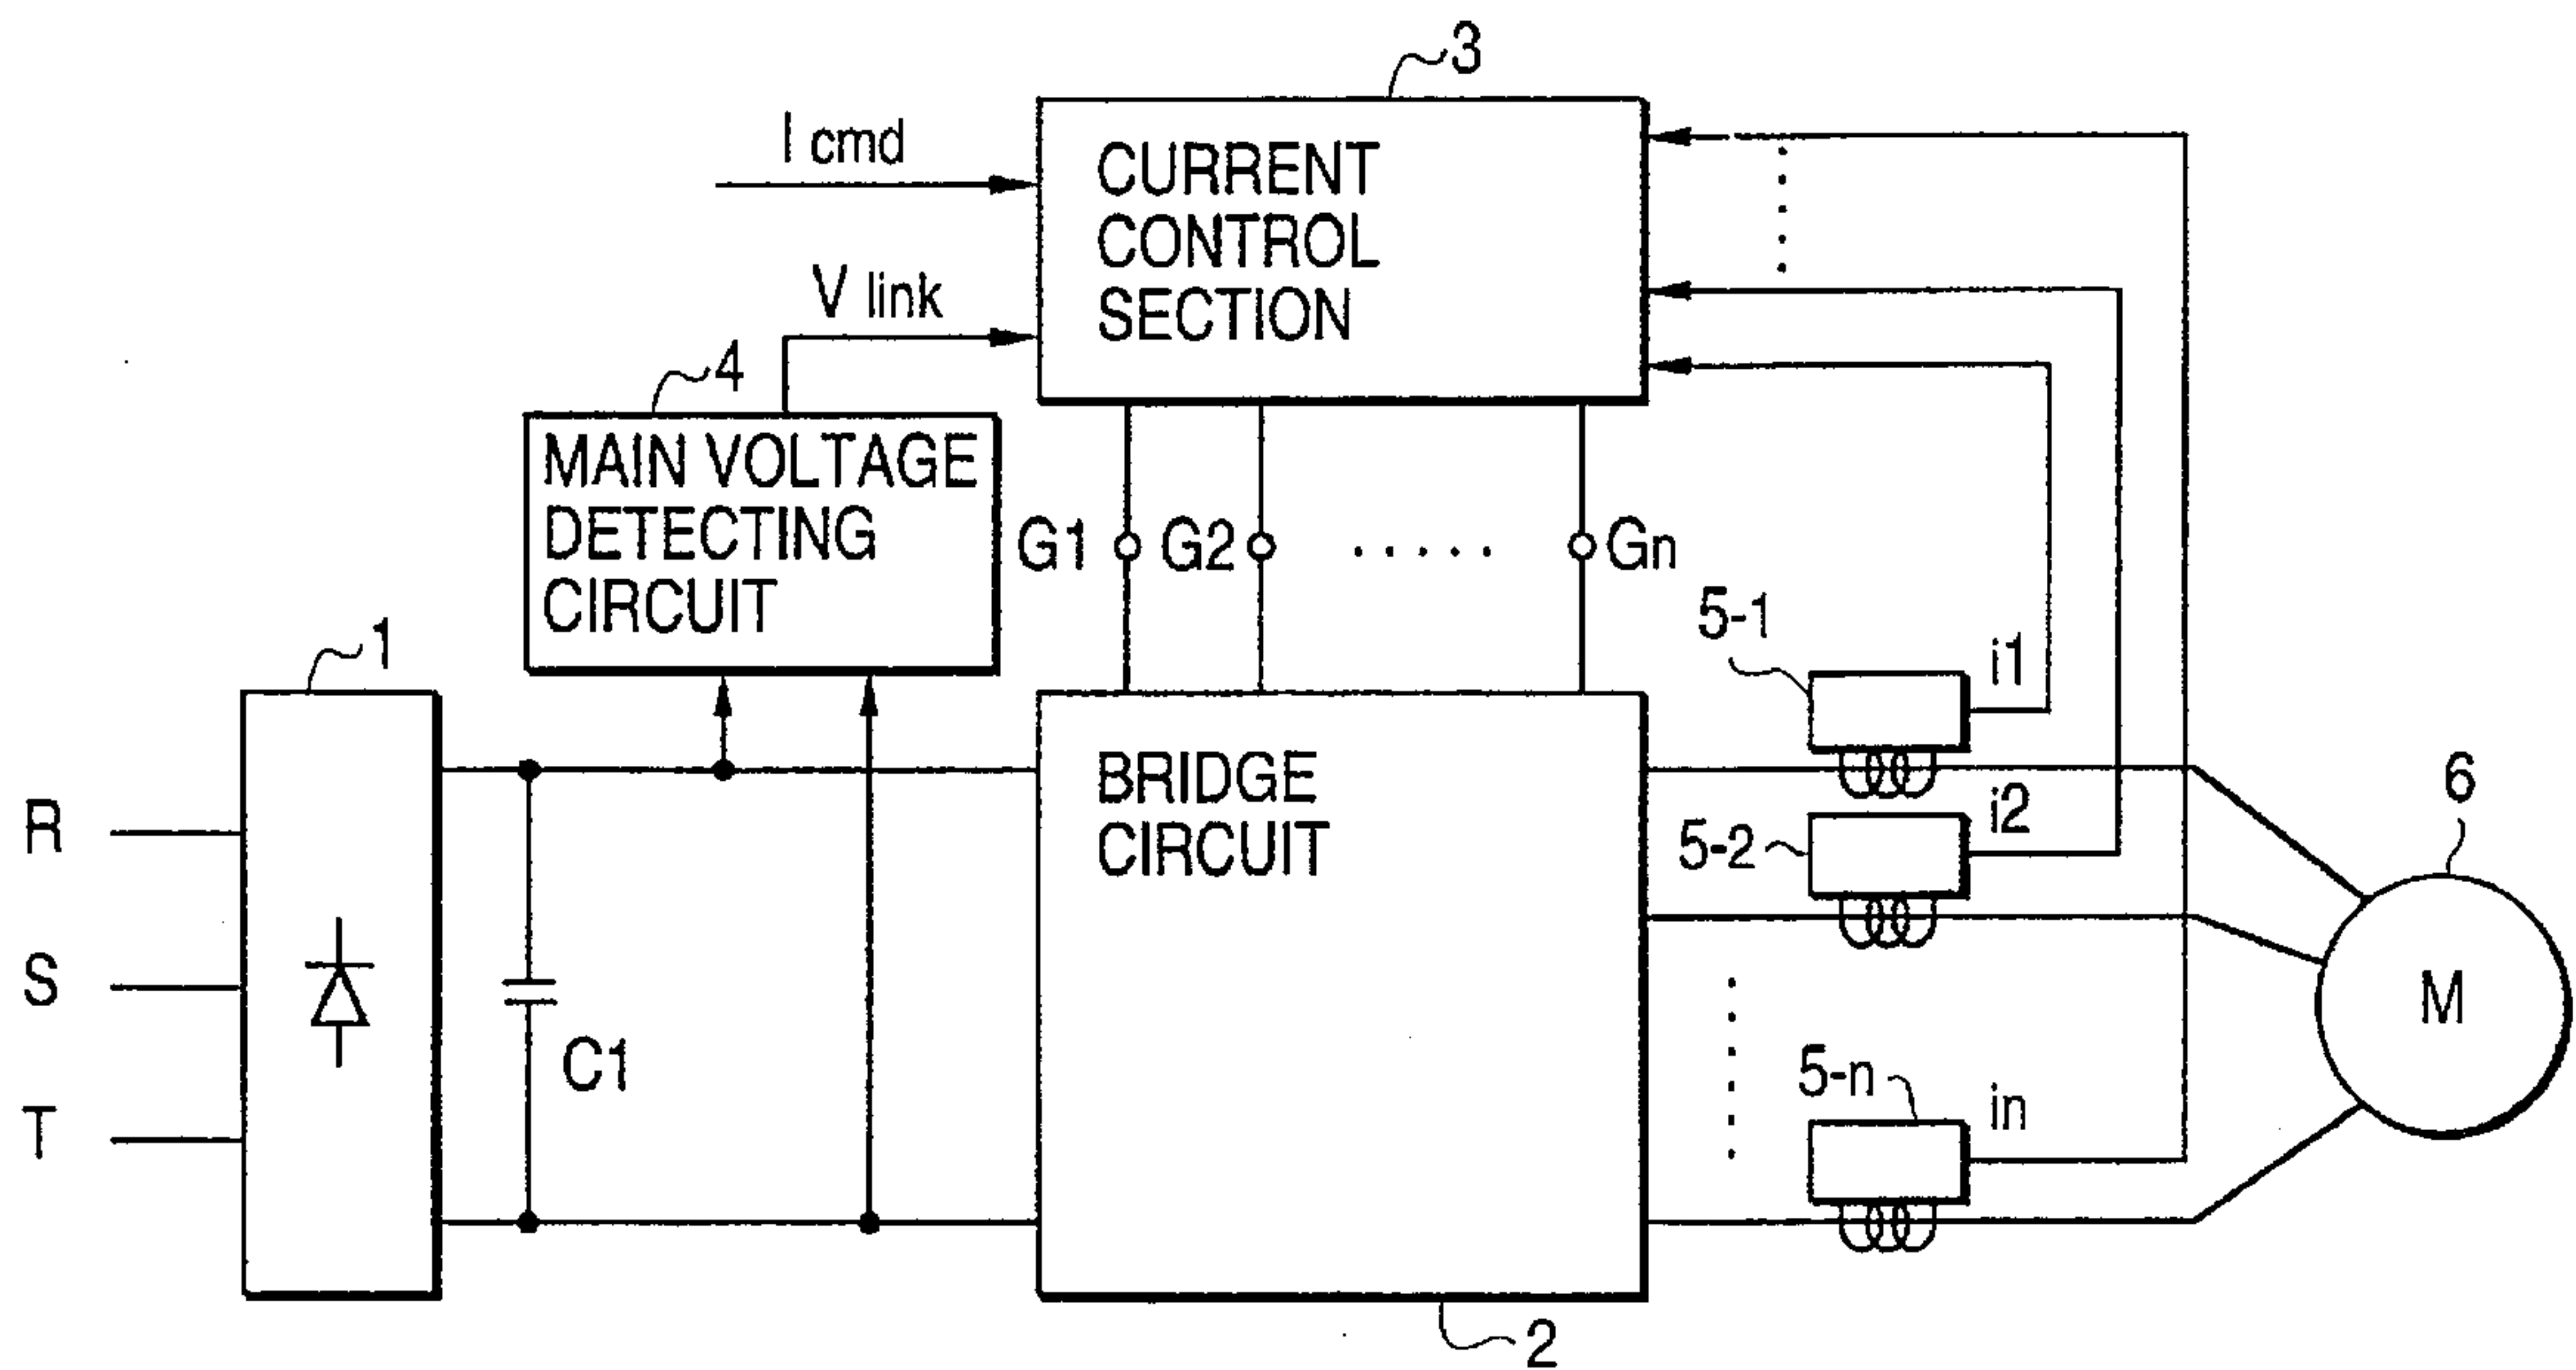 3
I cmd
CURRENT
CONTROL
SECTION
V link
4
MAIN VOLTAGE
DETECTING
CIRCUIT
G1
G2
.....
Gn
1
5-1
i1
BRIDGE
CIRCUIT
R
5-2
i2
6
S
M
C1
5-n
in
T
2